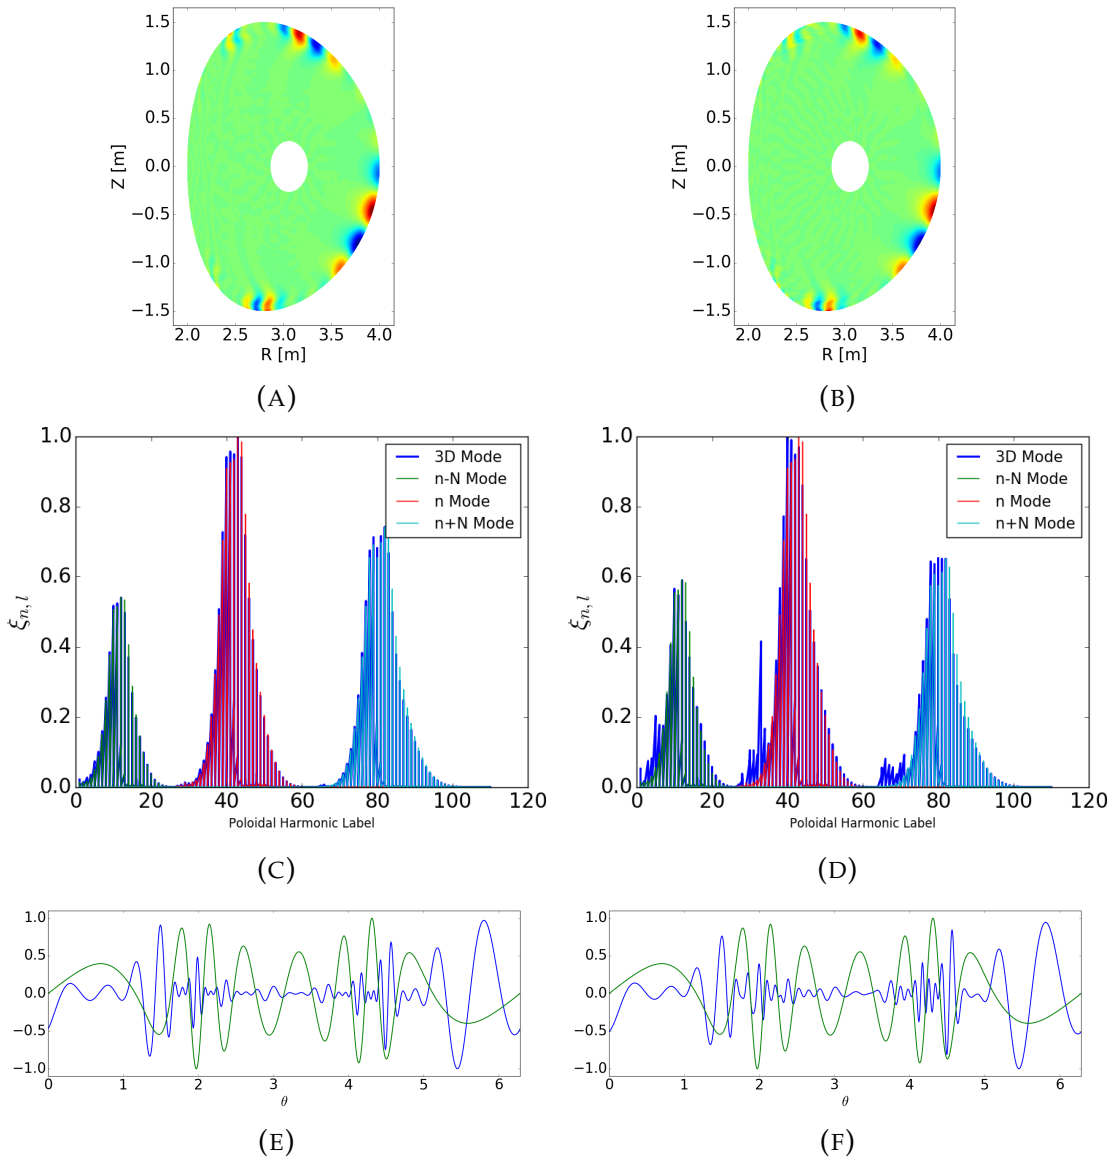 1.5
1.0
0.5
0.0
−0.5
−1.0
−1.5
Z [m]
2.0 2.5 3.0 3.5 4.0
R [m]
(A)
1.5
1.0
0.5
0.0
−0.5
−1.0
−1.5
Z [m]
2.0 2.5 3.0 3.5 4.0
R [m]
(B)
1.0
0.8
0.6
0.4
0.2
0.0
ξn, l
3D Mode
n-N Mode
n Mode
n+N Mode
0 20 40 60 80 100 120
Poloidal Harmonic Label
(C)
1.0
0.8
0.6
0.4
0.2
0.0
ξn, l
3D Mode
n-N Mode
n Mode
n+N Mode
0 20 40 60 80 100 120
Poloidal Harmonic Label
(D)
1.0
0.5
0.0
−0.5
−1.0
0 1 2 3 4 5 6
θ
(E)
1.0
0.5
0.0
−0.5
−1.0
0 1 2 3 4 5 6
θ
(F)